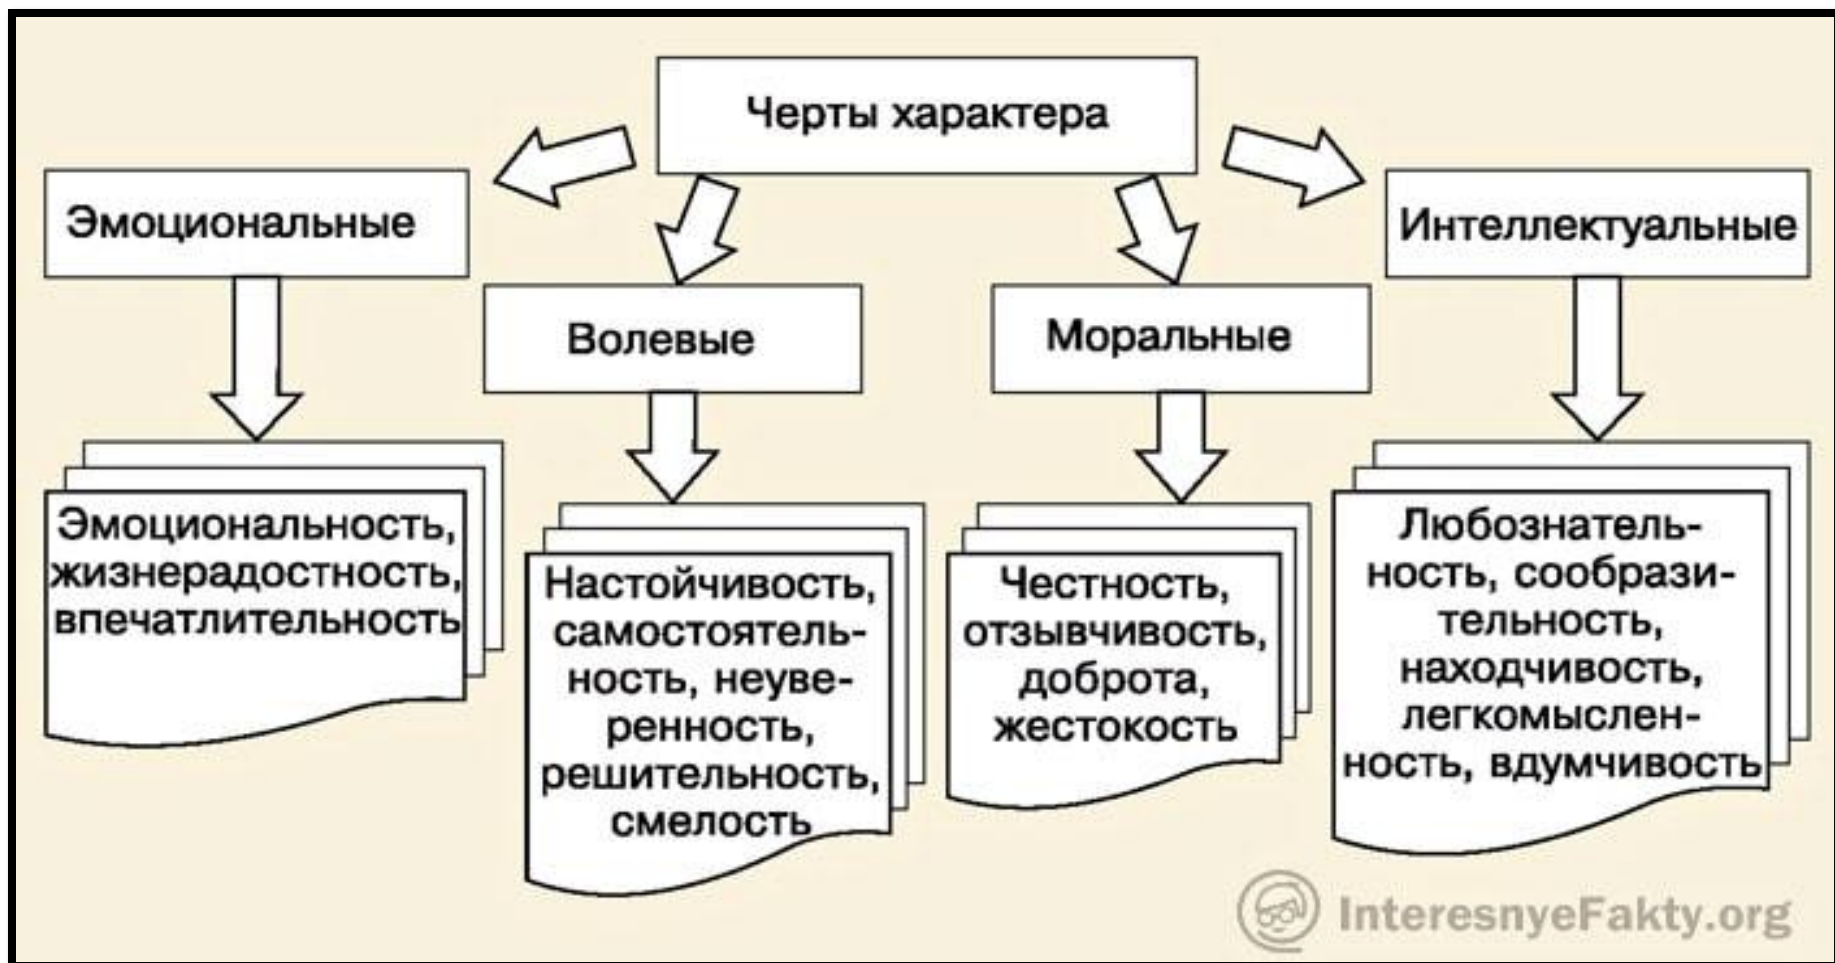 Черты характера
Эмоциональные
Интеллектуальные
Волевые
Моральные
Эмоциональность,
жизнерадостность,
впечатлительность
Настойчивость,
самостоятель-
ность, неуве-
ренность,
решительность,
смелость
Честность,
отзывчивость,
доброта,
жестокость
Любознатель-
ность, сообрази-
тельность,
находчивость,
легкомыслен-
ность, вдумчивость
InteresnyeFakty.org